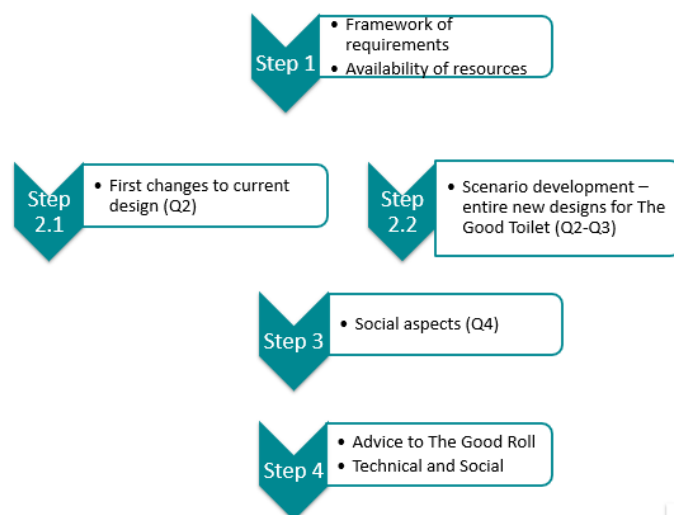 Step 1
• Framework of
requirements
• Availability of resources
Step
2.1
• First changes to current
design (Q2)
Step
2.2
• Scenario development –
entire new designs for The
Good Toilet (Q2-Q3)
Step 3
• Social aspects (Q4)
Step 4
• Advice to The Good Roll
• Technical and Social